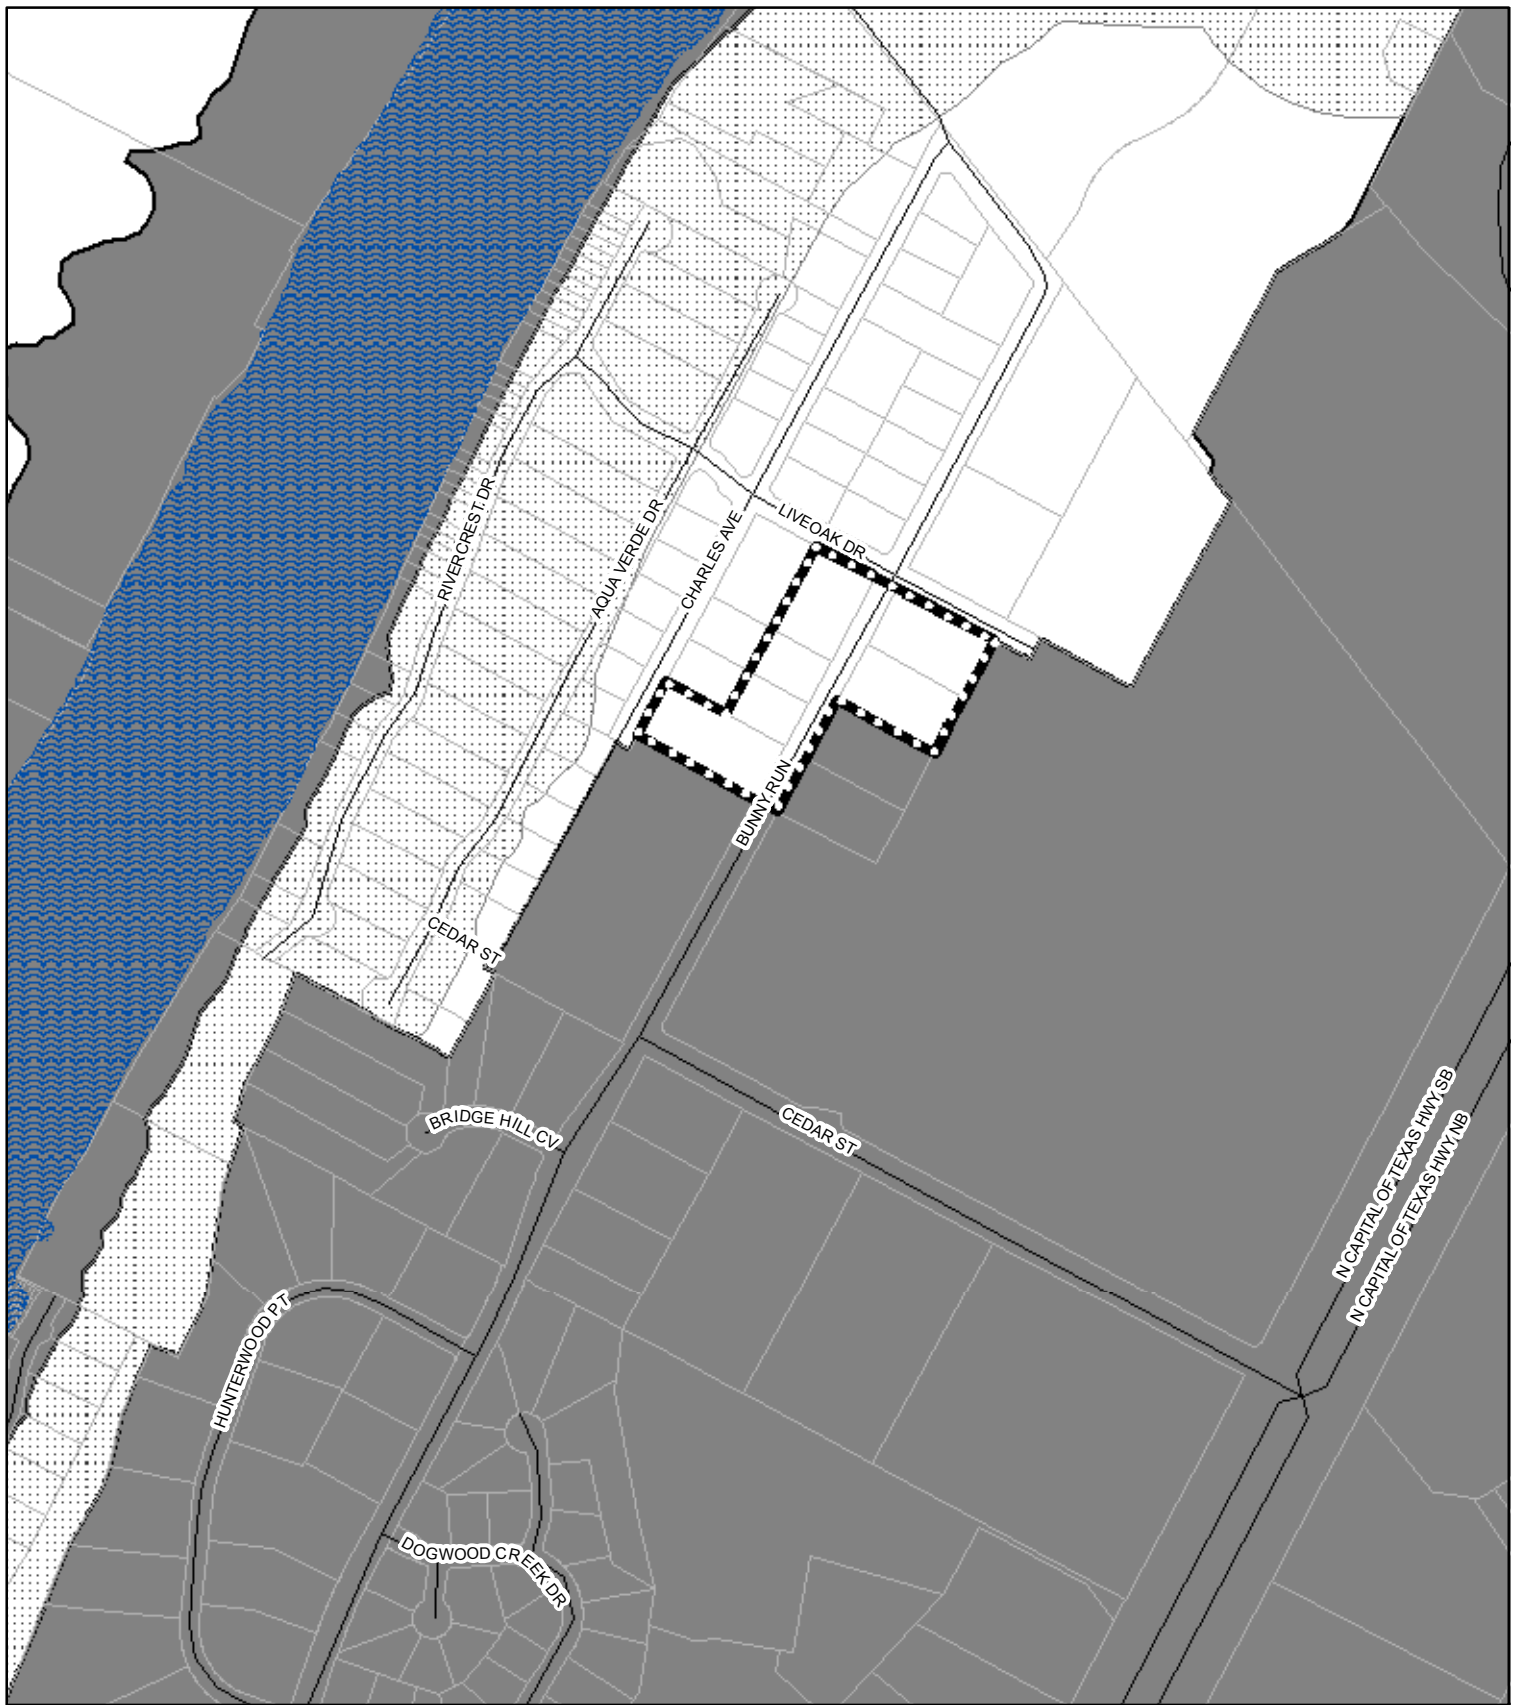 RIVERCREST DR
AQUA VERDE DR
CHARLES AVE
LIVEOAK DR
BUNNY RUN
CEDAR ST
BRIDGE HILL CV
CEDAR ST
N CAPITAL OF TEXAS HWY SB
N CAPITAL OF TEXAS HWY NB
HUNTERWOOD PT
DOGWOOD CREEK DR